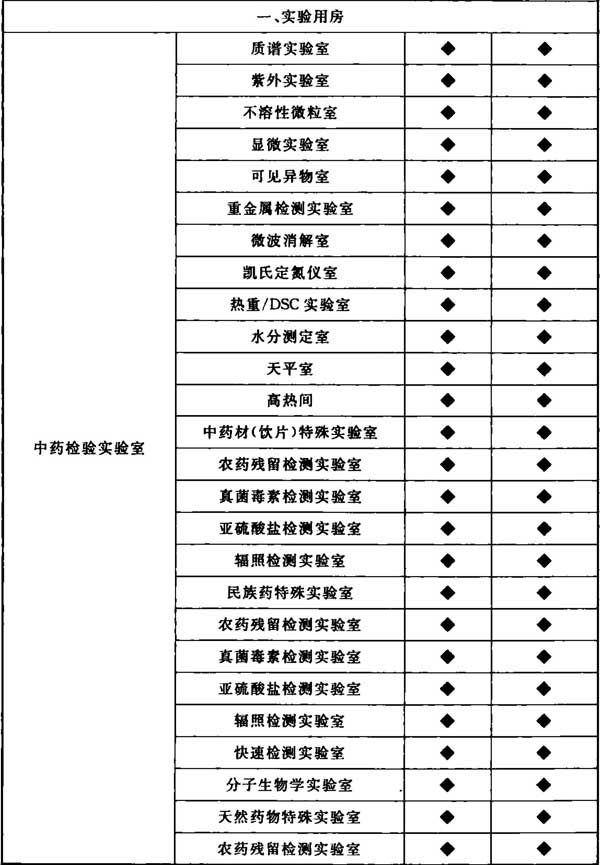 一、实验用房
质谱实验室 ◆ ◆
紫外实验室 ◆ ◆
不溶性微粒室 ◆ ◆
显微实验室 ◆ ◆
可见异物室 ◆ ◆
重金属检测实验室 ◆ ◆
微波消解室 ◆ ◆
凯氏定氮仪室 ◆ ◆
热重/DSC实验室 ◆ ◆
水分测定室 ◆ ◆
天平室 ◆ ◆
高热间 ◆ ◆
中药材(饮片)特殊实验室 ◆ ◆
中药检验实验室
农药残留检测实验室 ◆ ◆
真菌毒素检测实验室 ◆ ◆
亚硫酸盐检测实验室 ◆ ◆
辐照检测实验室 ◆ ◆
民族药特殊实验室 ◆ ◆
农药残留检测实验室 ◆ ◆
真菌毒素检测实验室 ◆ ◆
亚硫酸盐检测实验室 ◆ ◆
辐照检测实验室 ◆ ◆
快速检测实验室 ◆ ◆
分子生物学实验室 ◆ ◆
天然药物特殊实验室 ◆ ◆
农药残留检测实验室 ◆ ◆